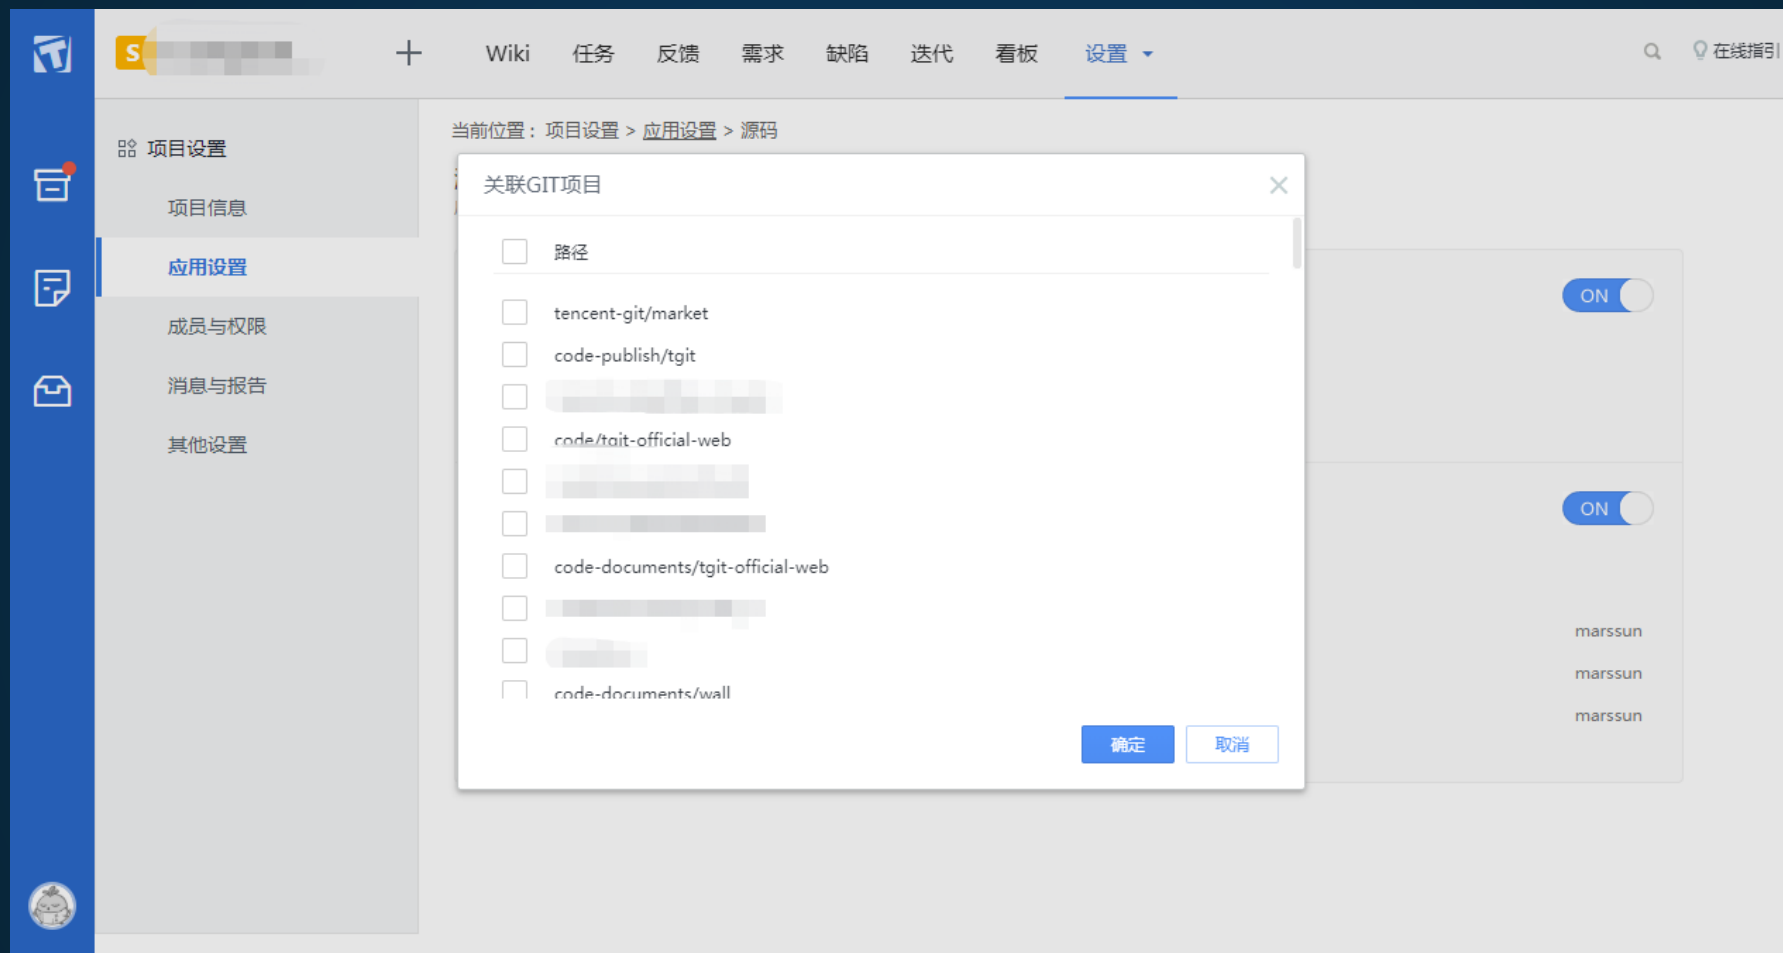 S
Wiki 任务 反馈 需求 缺陷 迭代 看板 设置
在线指引
项目设置
项目信息
应用设置
成员与权限
消息与报告
其他设置
当前位置：项目设置 > 应用设置 > 源码
关联GIT项目
路径
tencent-git/market
code-publish/tgit
code/tgit-official-web
code-documents/tgit-official-web
code-documents/wall
确定 取消
ON
ON
marssun
marssun
marssun